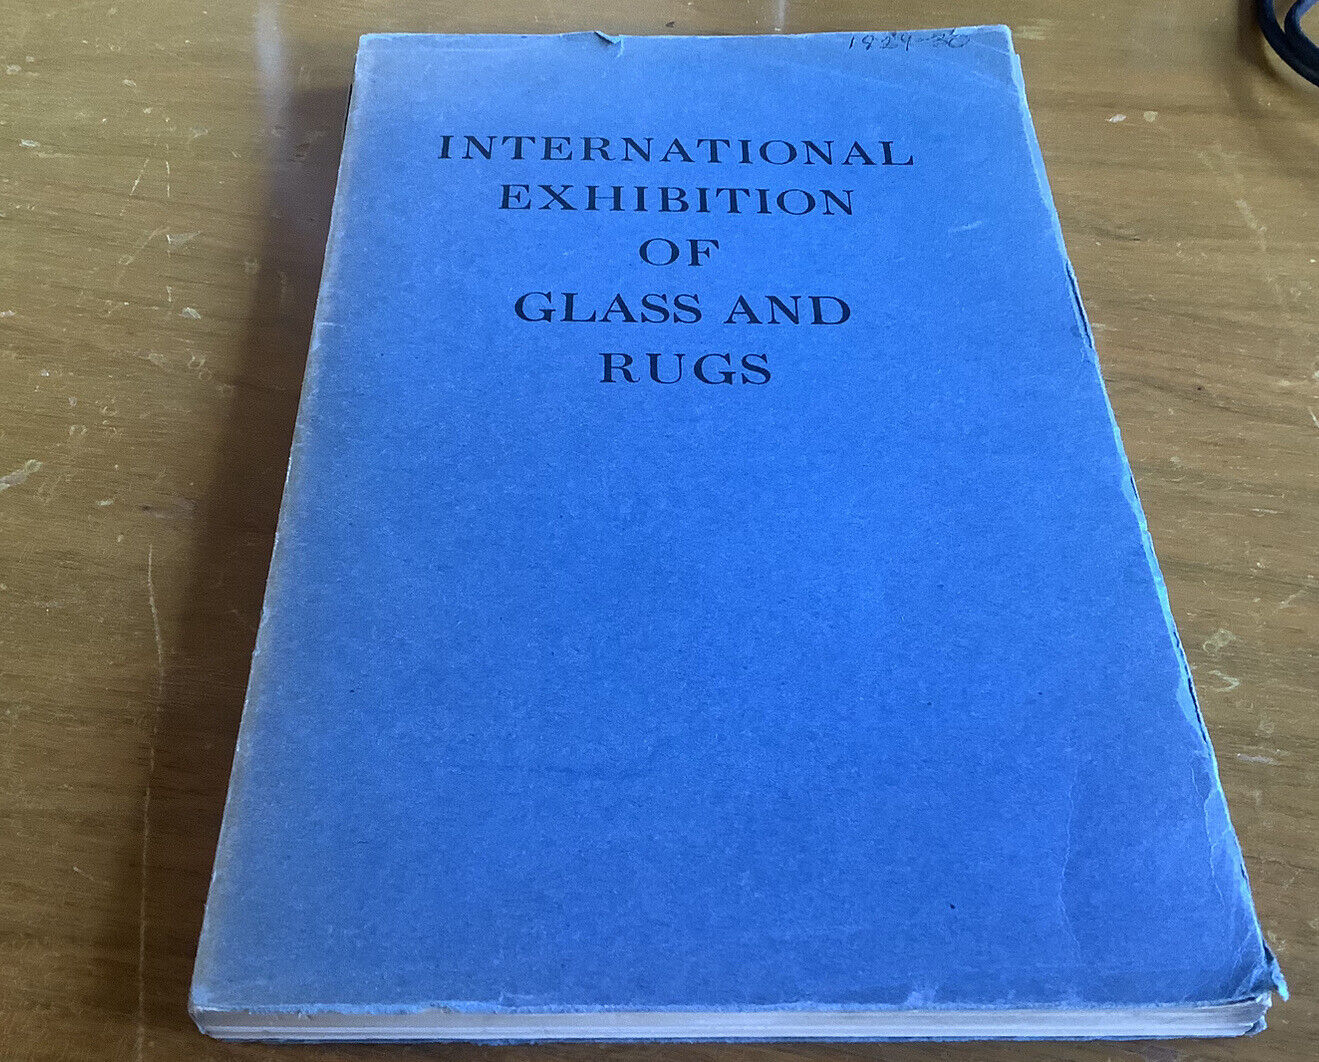 1929-30
INTERNATIONAL
EXHIBITION
OF
GLASS AND
RUGS